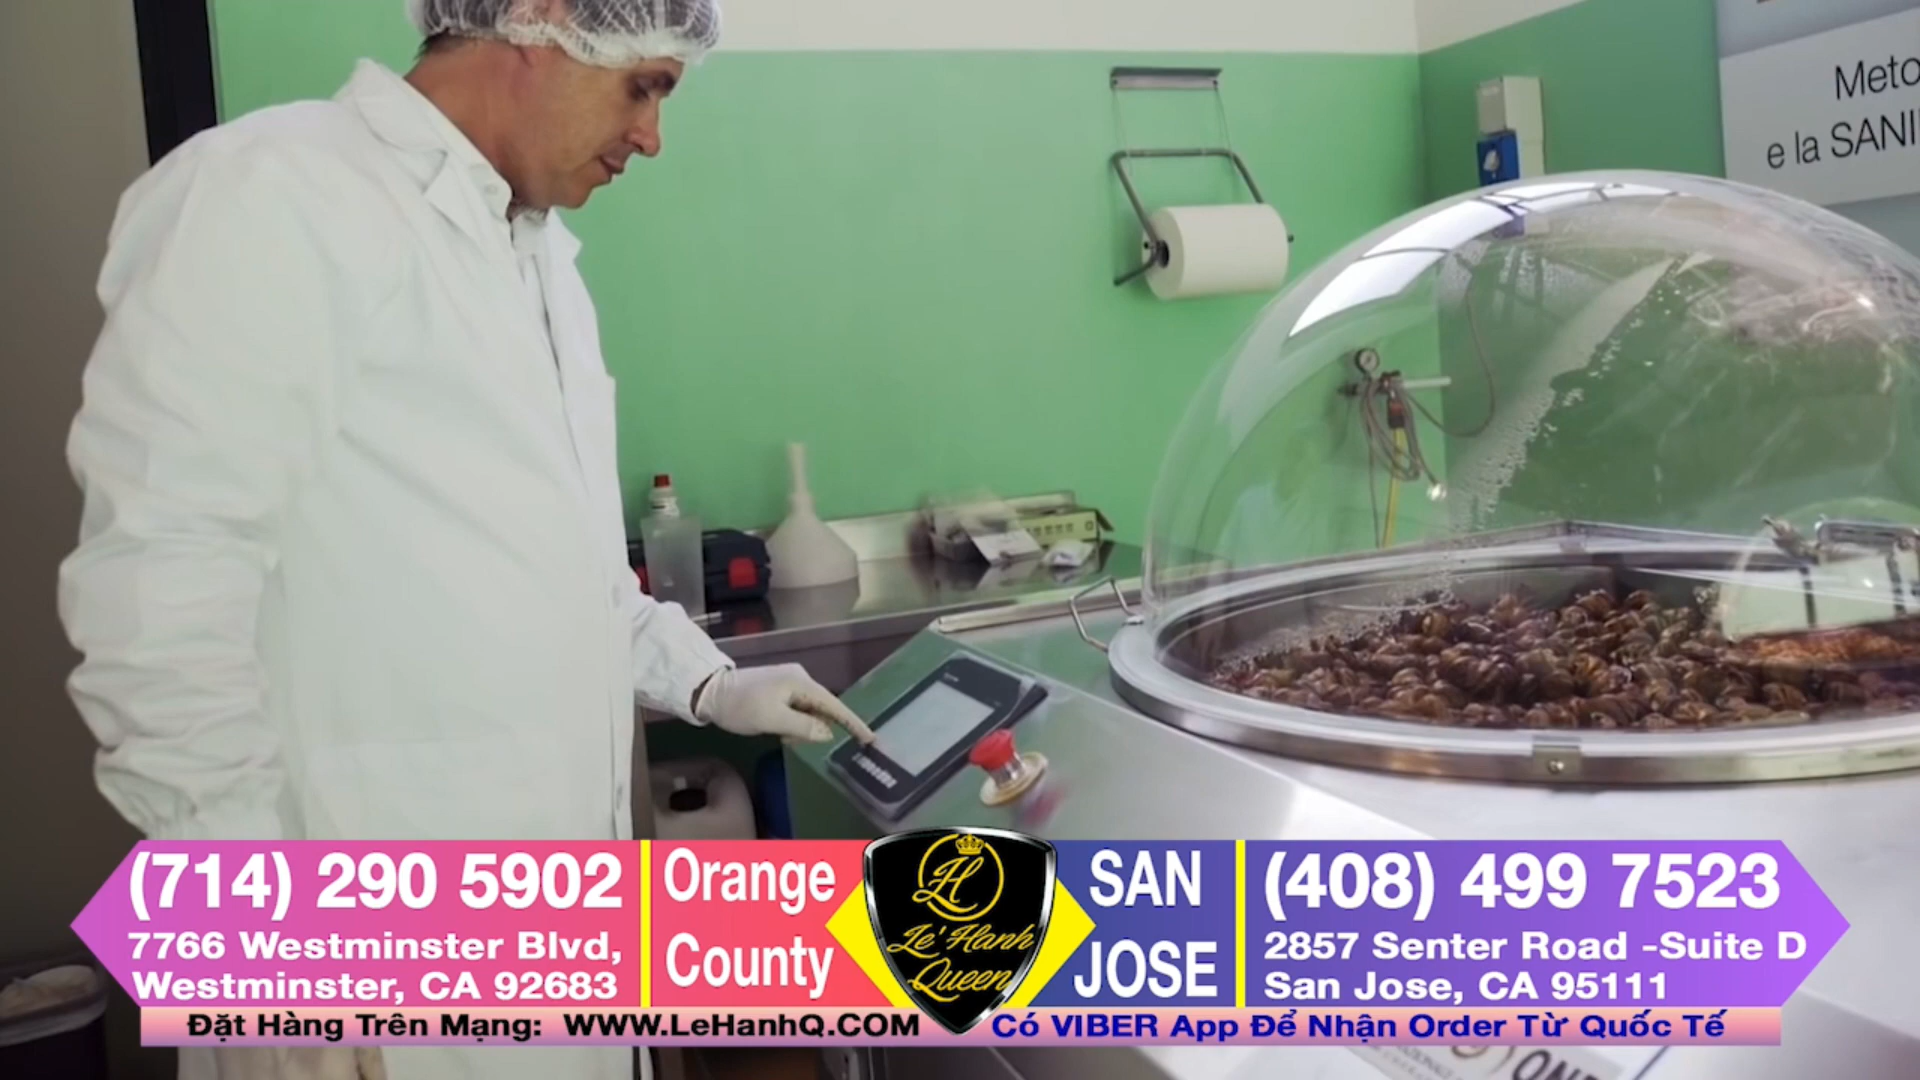 Meto
e la SANI
(714) 290 5902
7766 Westminster Blvd,
Westminster, CA 92683
Orange
County
H
Le' Hanh
Queen
SAN
JOSE
(408) 499 7523
2857 Senter Road -Suite D
San Jose, CA 95111
Đặt Hàng Trên Mạng: WWW.LeHanhQ.COM
Có VIBER App Để Nhận Order Từ Quốc Tế